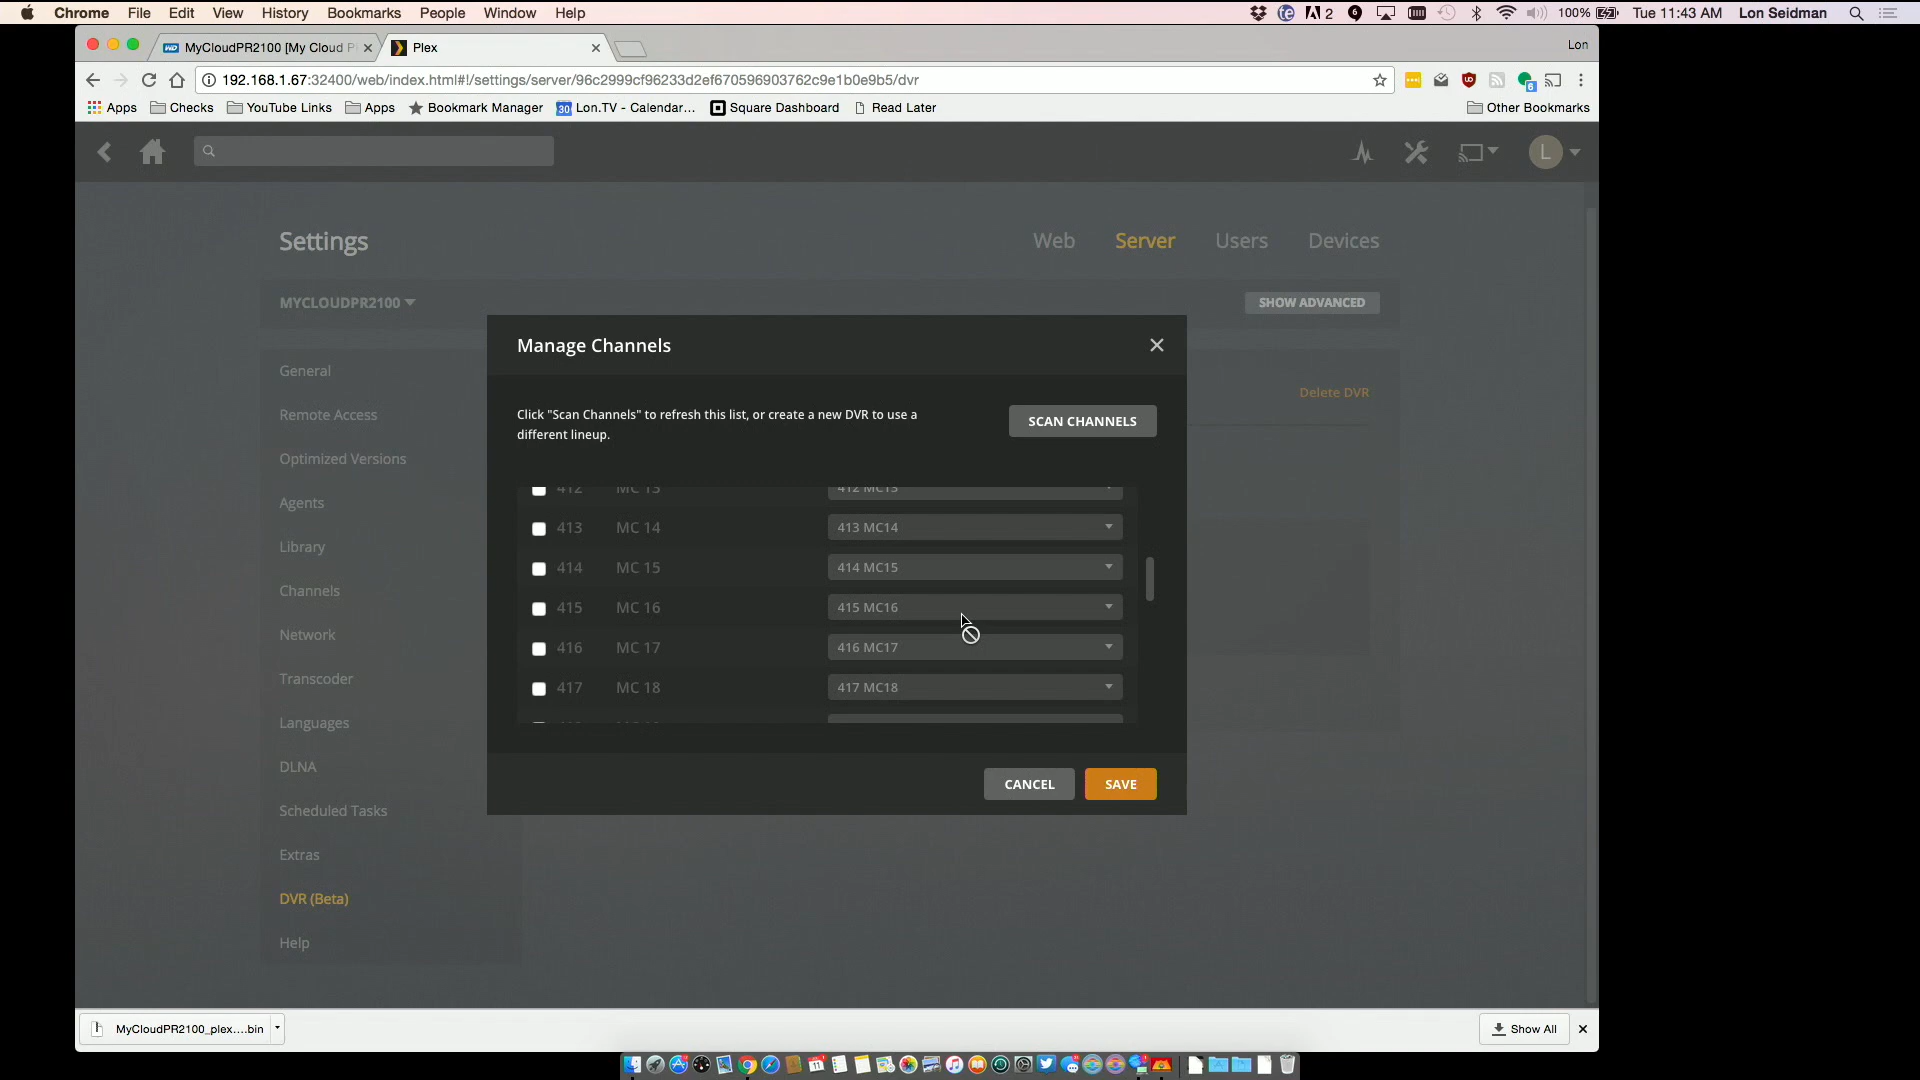 Chrome File Edit View History Bookmarks People Window Help 2 100% Tue 11:43 AM Lon Seidman
MyCloudPR2100 [My Cloud P Plex Lon
192.168.1.67:32400/web/index.html#!/settings/server/96c2999cf96233d2ef670596903762c9e1b0e9b5/dvr
Apps Checks YouTube Links Apps Bookmark Manager Lon.TV - Calendar... Square Dashboard Read Later Other Bookmarks
L
Settings Web Server Users Devices
MYCLOUDPR2100 SHOW ADVANCED
Manage Channels
General
Delete DVR
Remote Access
Click "Scan Channels" to refresh this list, or create a new DVR to use a
different lineup.
SCAN CHANNELS
Optimized Versions
412 MC 13 412 MC13
Agents
413 MC 14 413 MC14
Library
414 MC 15 414 MC15
Channels
415 MC 16 415 MC16
Network
416 MC 17 416 MC17
Transcoder
417 MC 18 417 MC18
Languages
DLNA
CANCEL SAVE
Scheduled Tasks
Extras
DVR (Beta)
Help
MyCloudPR2100_plex....bin Show All